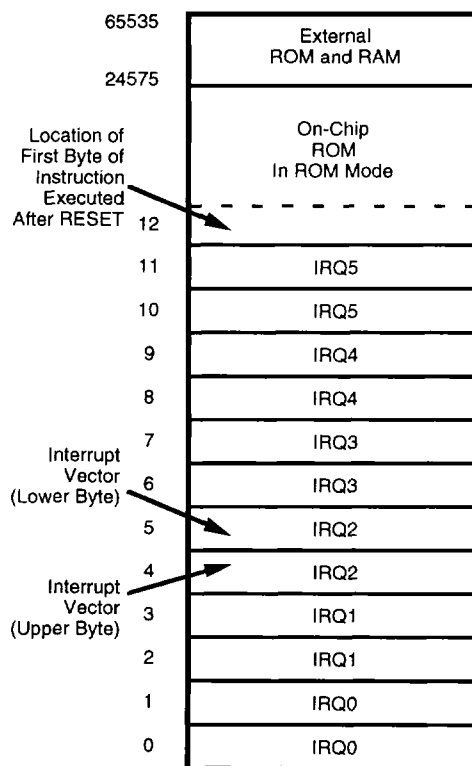 65535
External
ROM and RAM
24575
Location of
First Byte of
Instruction
Executed
After RESET
On-Chip
ROM
In ROM Mode
12
11
IRQ5
10
IRQ5
9
IRQ4
8
IRQ4
7
IRQ3
Interrupt
Vector
(Lower Byte)
6
IRQ3
5
IRQ2
4
IRQ2
Interrupt
Vector
(Upper Byte)
3
IRQ1
2
IRQ1
1
IRQ0
0
IRQ0